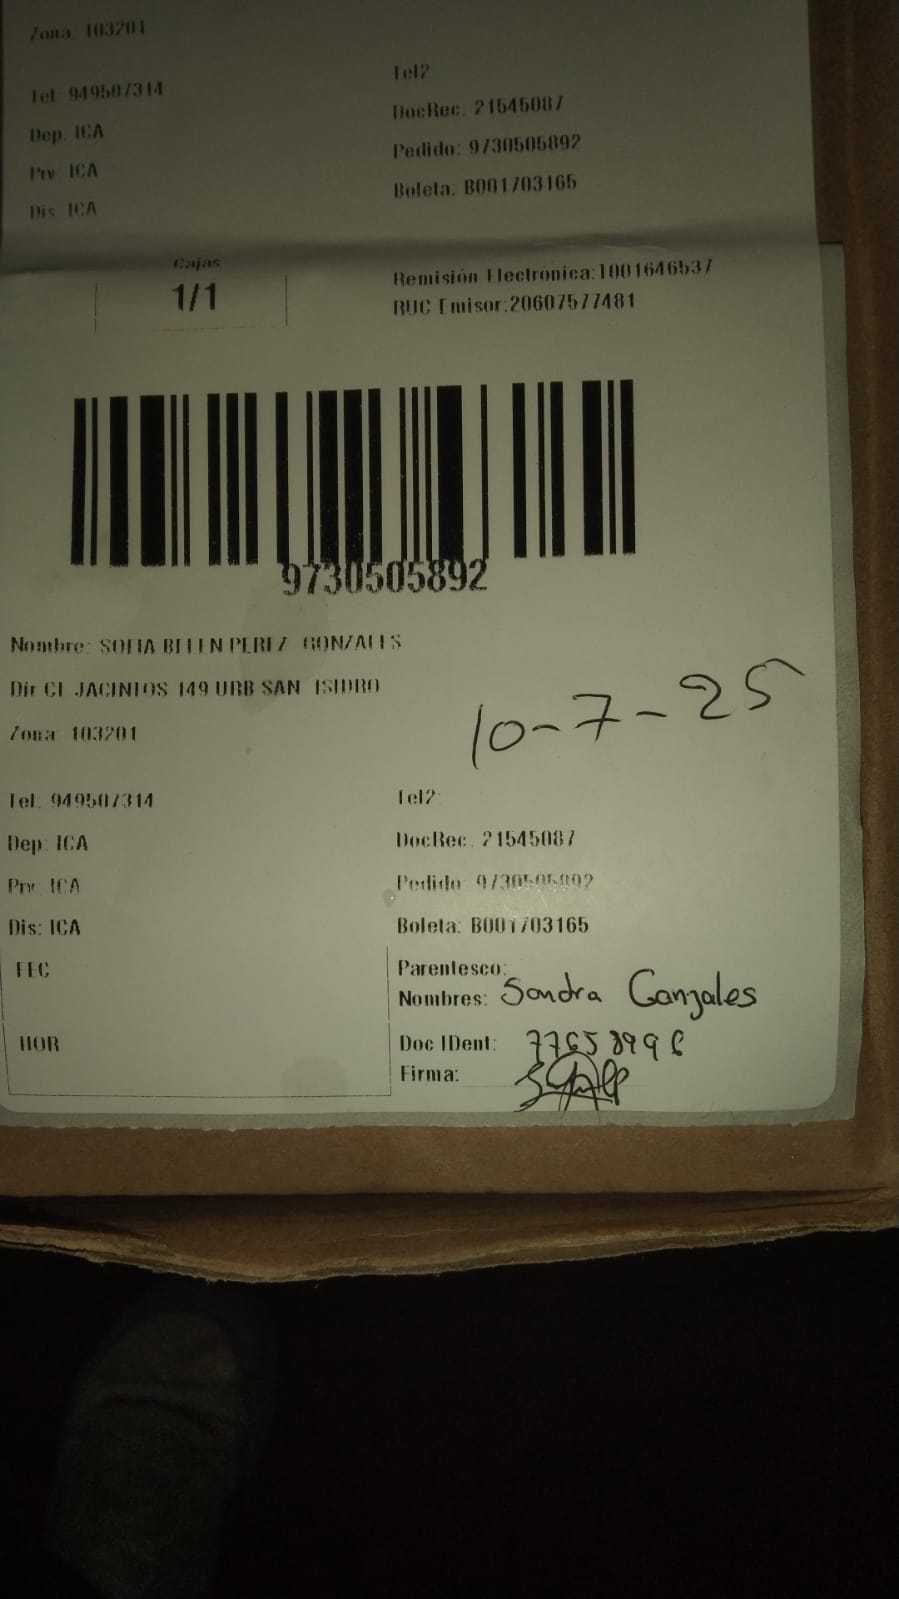 Zona: 103201
Tel: 949507314 Tel2
Dep: ICA DocRec: 21545087
Prv: ICA Pedido: 9730505892
Dis: ICA Boleta: B001703165
Cajas
1/1
Remisión Electrónica:T001646537
RUC Emisor:20607577481
9730505892
Nombre: SOFIA BELEN PEREZ GONZALES
Dir CL JACINTOS 149 URB SAN ISIDRO
10-7-25
Zona: 103201
Tel: 949507314 Tel2:
Dep: ICA DocRec: 21545087
Prv: ICA Pedido: 9730505892
Dis: ICA Boleta: B001703165
FEC Parentesco:
Nombres: Sandra Gonzales
HOR Doc IDent:
Firma: